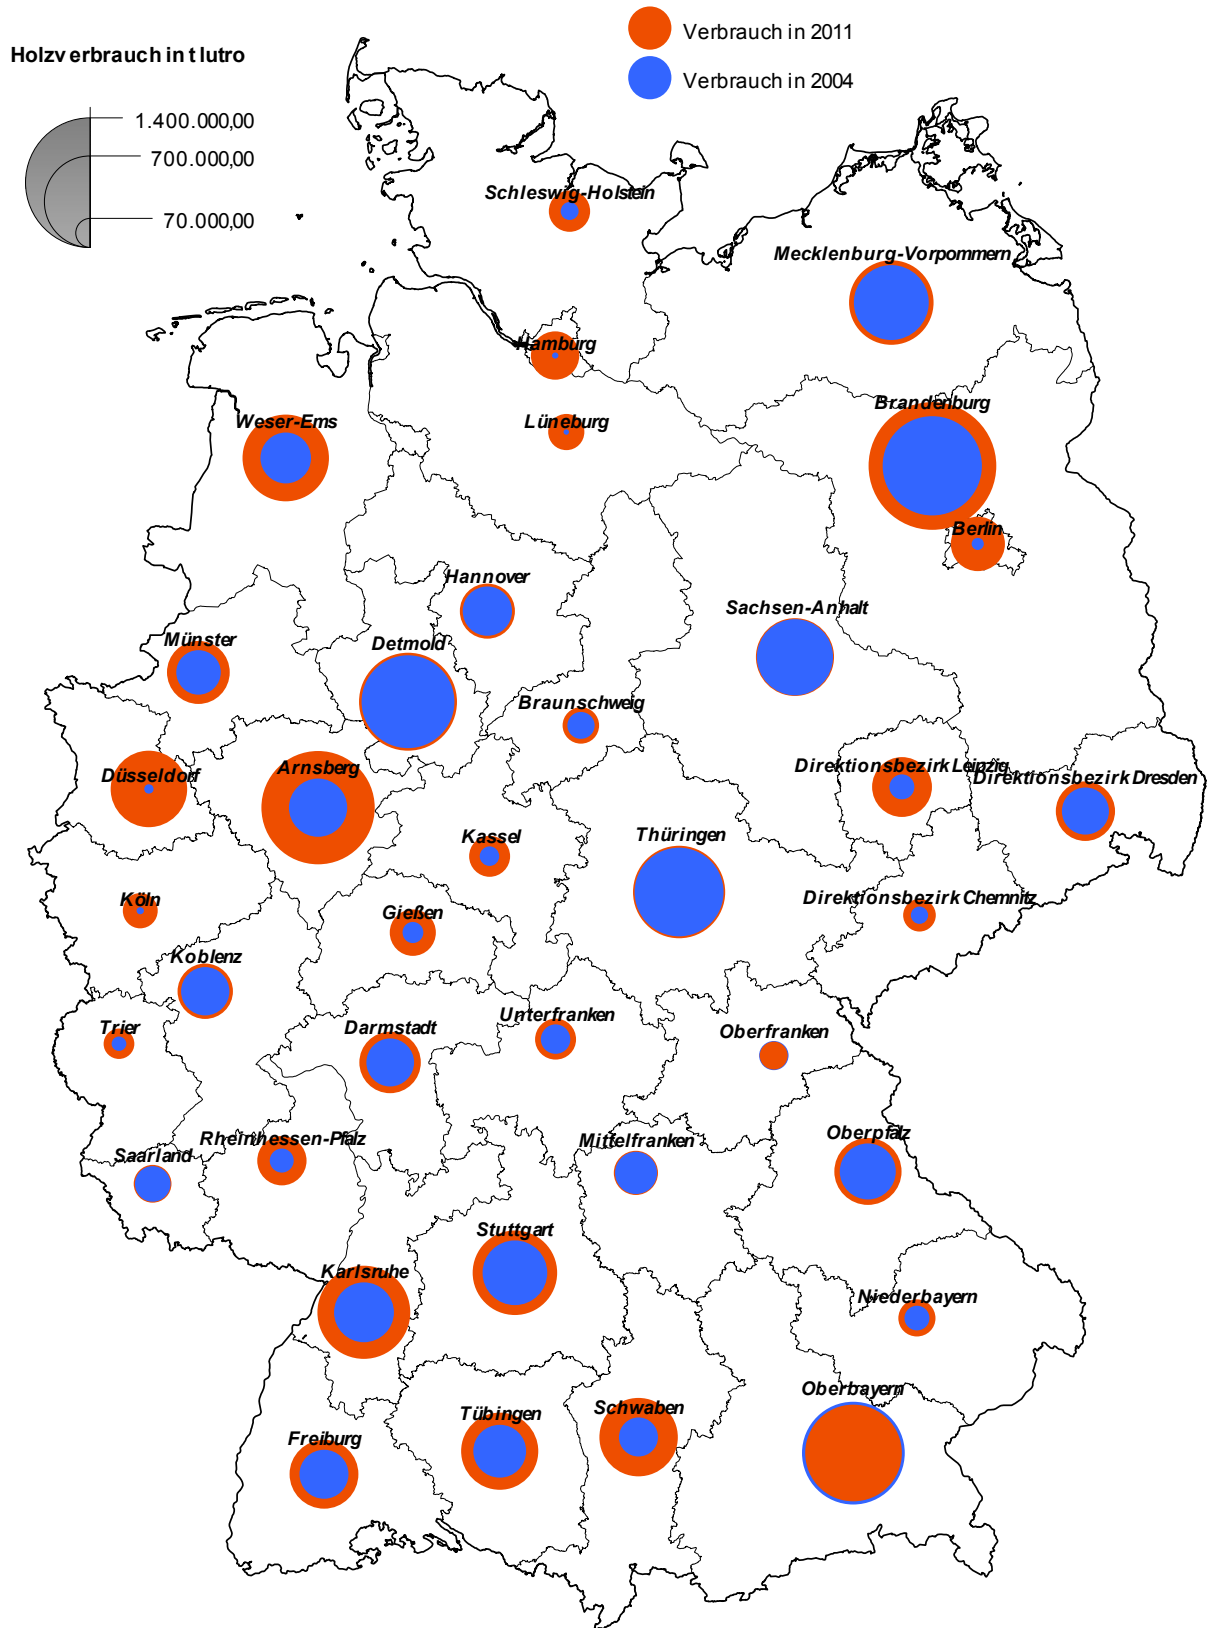 Verbrauch in 2011
Holzverbrauch in t lutro
Verbrauch in 2004
1.400.000,00
700.000,00
70.000,00
Schleswig-Holstein
Mecklenburg-Vorpommern
Hamburg
Brandenburg
Weser-Ems
Lüneburg
Berlin
Hannover
Sachsen-Anhalt
Münster
Detmold
Braunschweig
Düsseldorf
Arnsberg
Direktionsbezirk Leipzig
Direktionsbezirk Dresden
Kassel
Thüringen
Köln
Direktionsbezirk Chemnitz
Gießen
Koblenz
Trier
Darmstadt
Unterfranken
Oberfranken
Rheinhessen-Pfalz
Mittelfranken
Oberpfalz
Saarland
Stuttgart
Karlsruhe
Niederbayern
Oberbayern
Schwaben
Tübingen
Freiburg